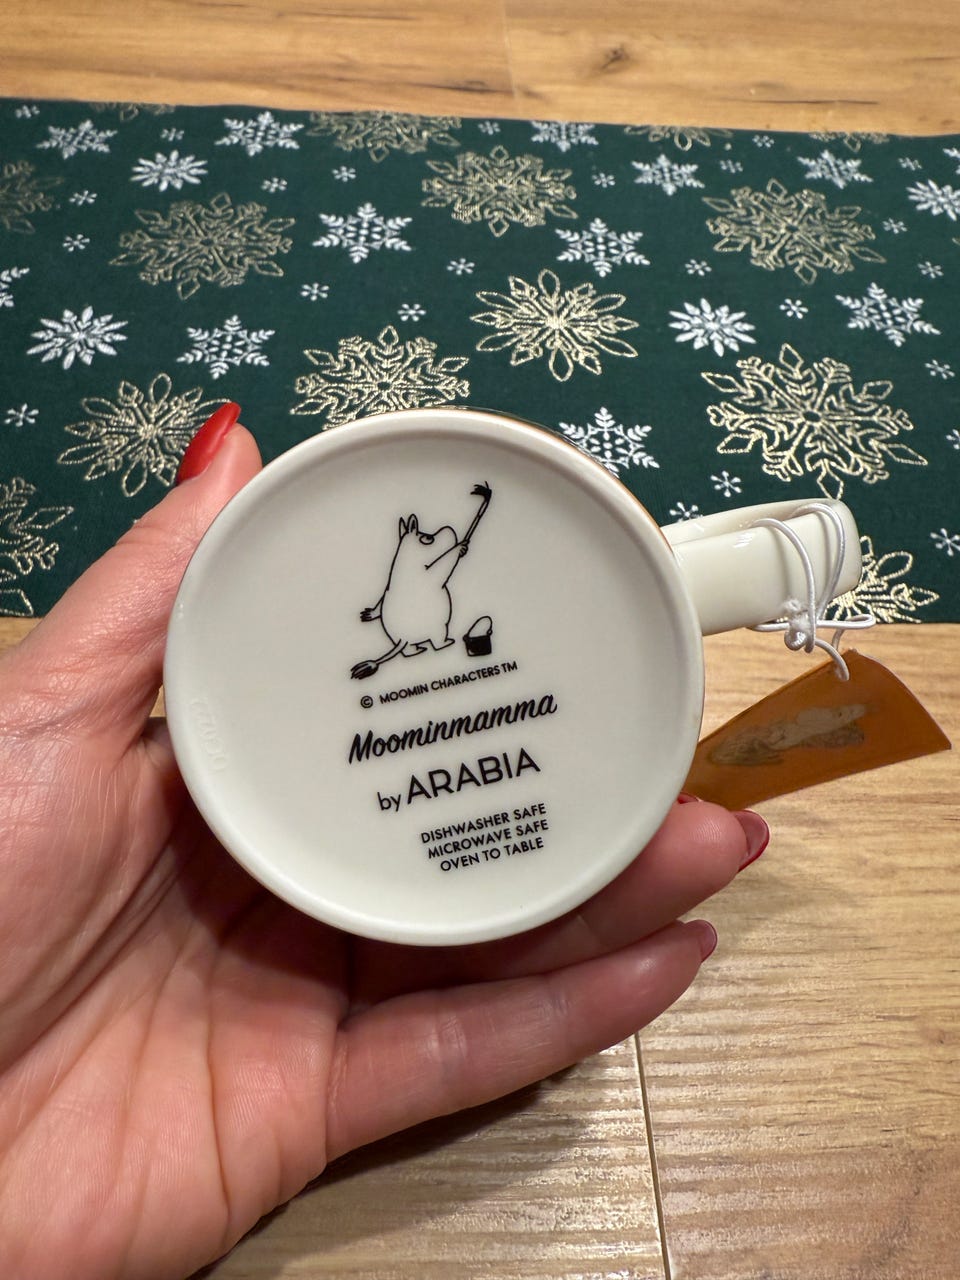 © MOOMIN CHARACTERS TM
Moominmamma
by ARABIA
DISHWASHER SAFE
MICROWAVE SAFE
OVEN TO TABLE